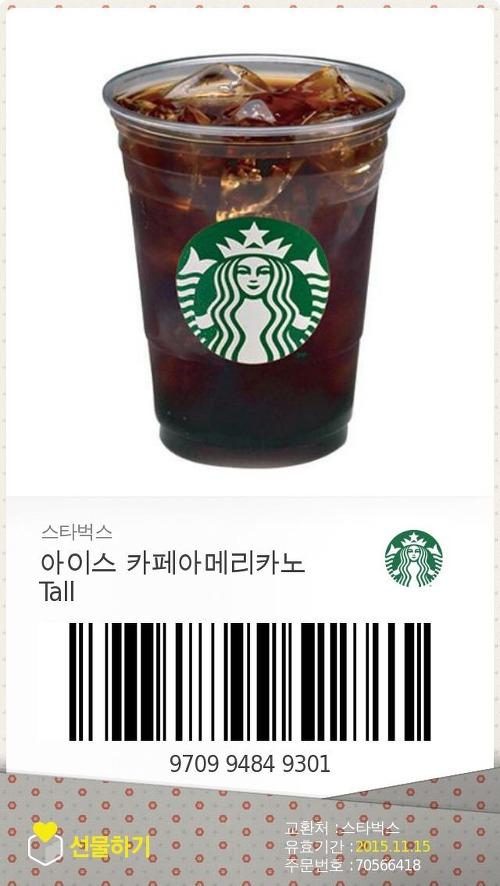 스타벅스
아이스 카페아메리카노
Tall
9709 9484 9301
선물하기
교환처 : 스타벅스
유효기간 : 2015.11.15
주문번호 : 70566418